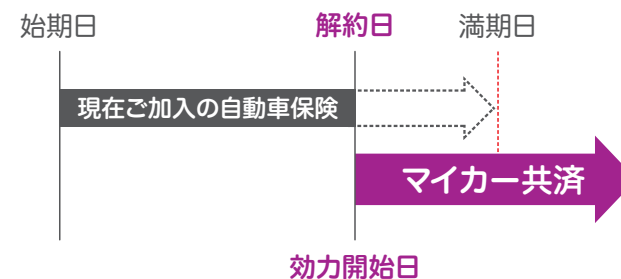 始期日
解約日
満期日
現在ご加入の自動車保険
マイカー共済
効力開始日